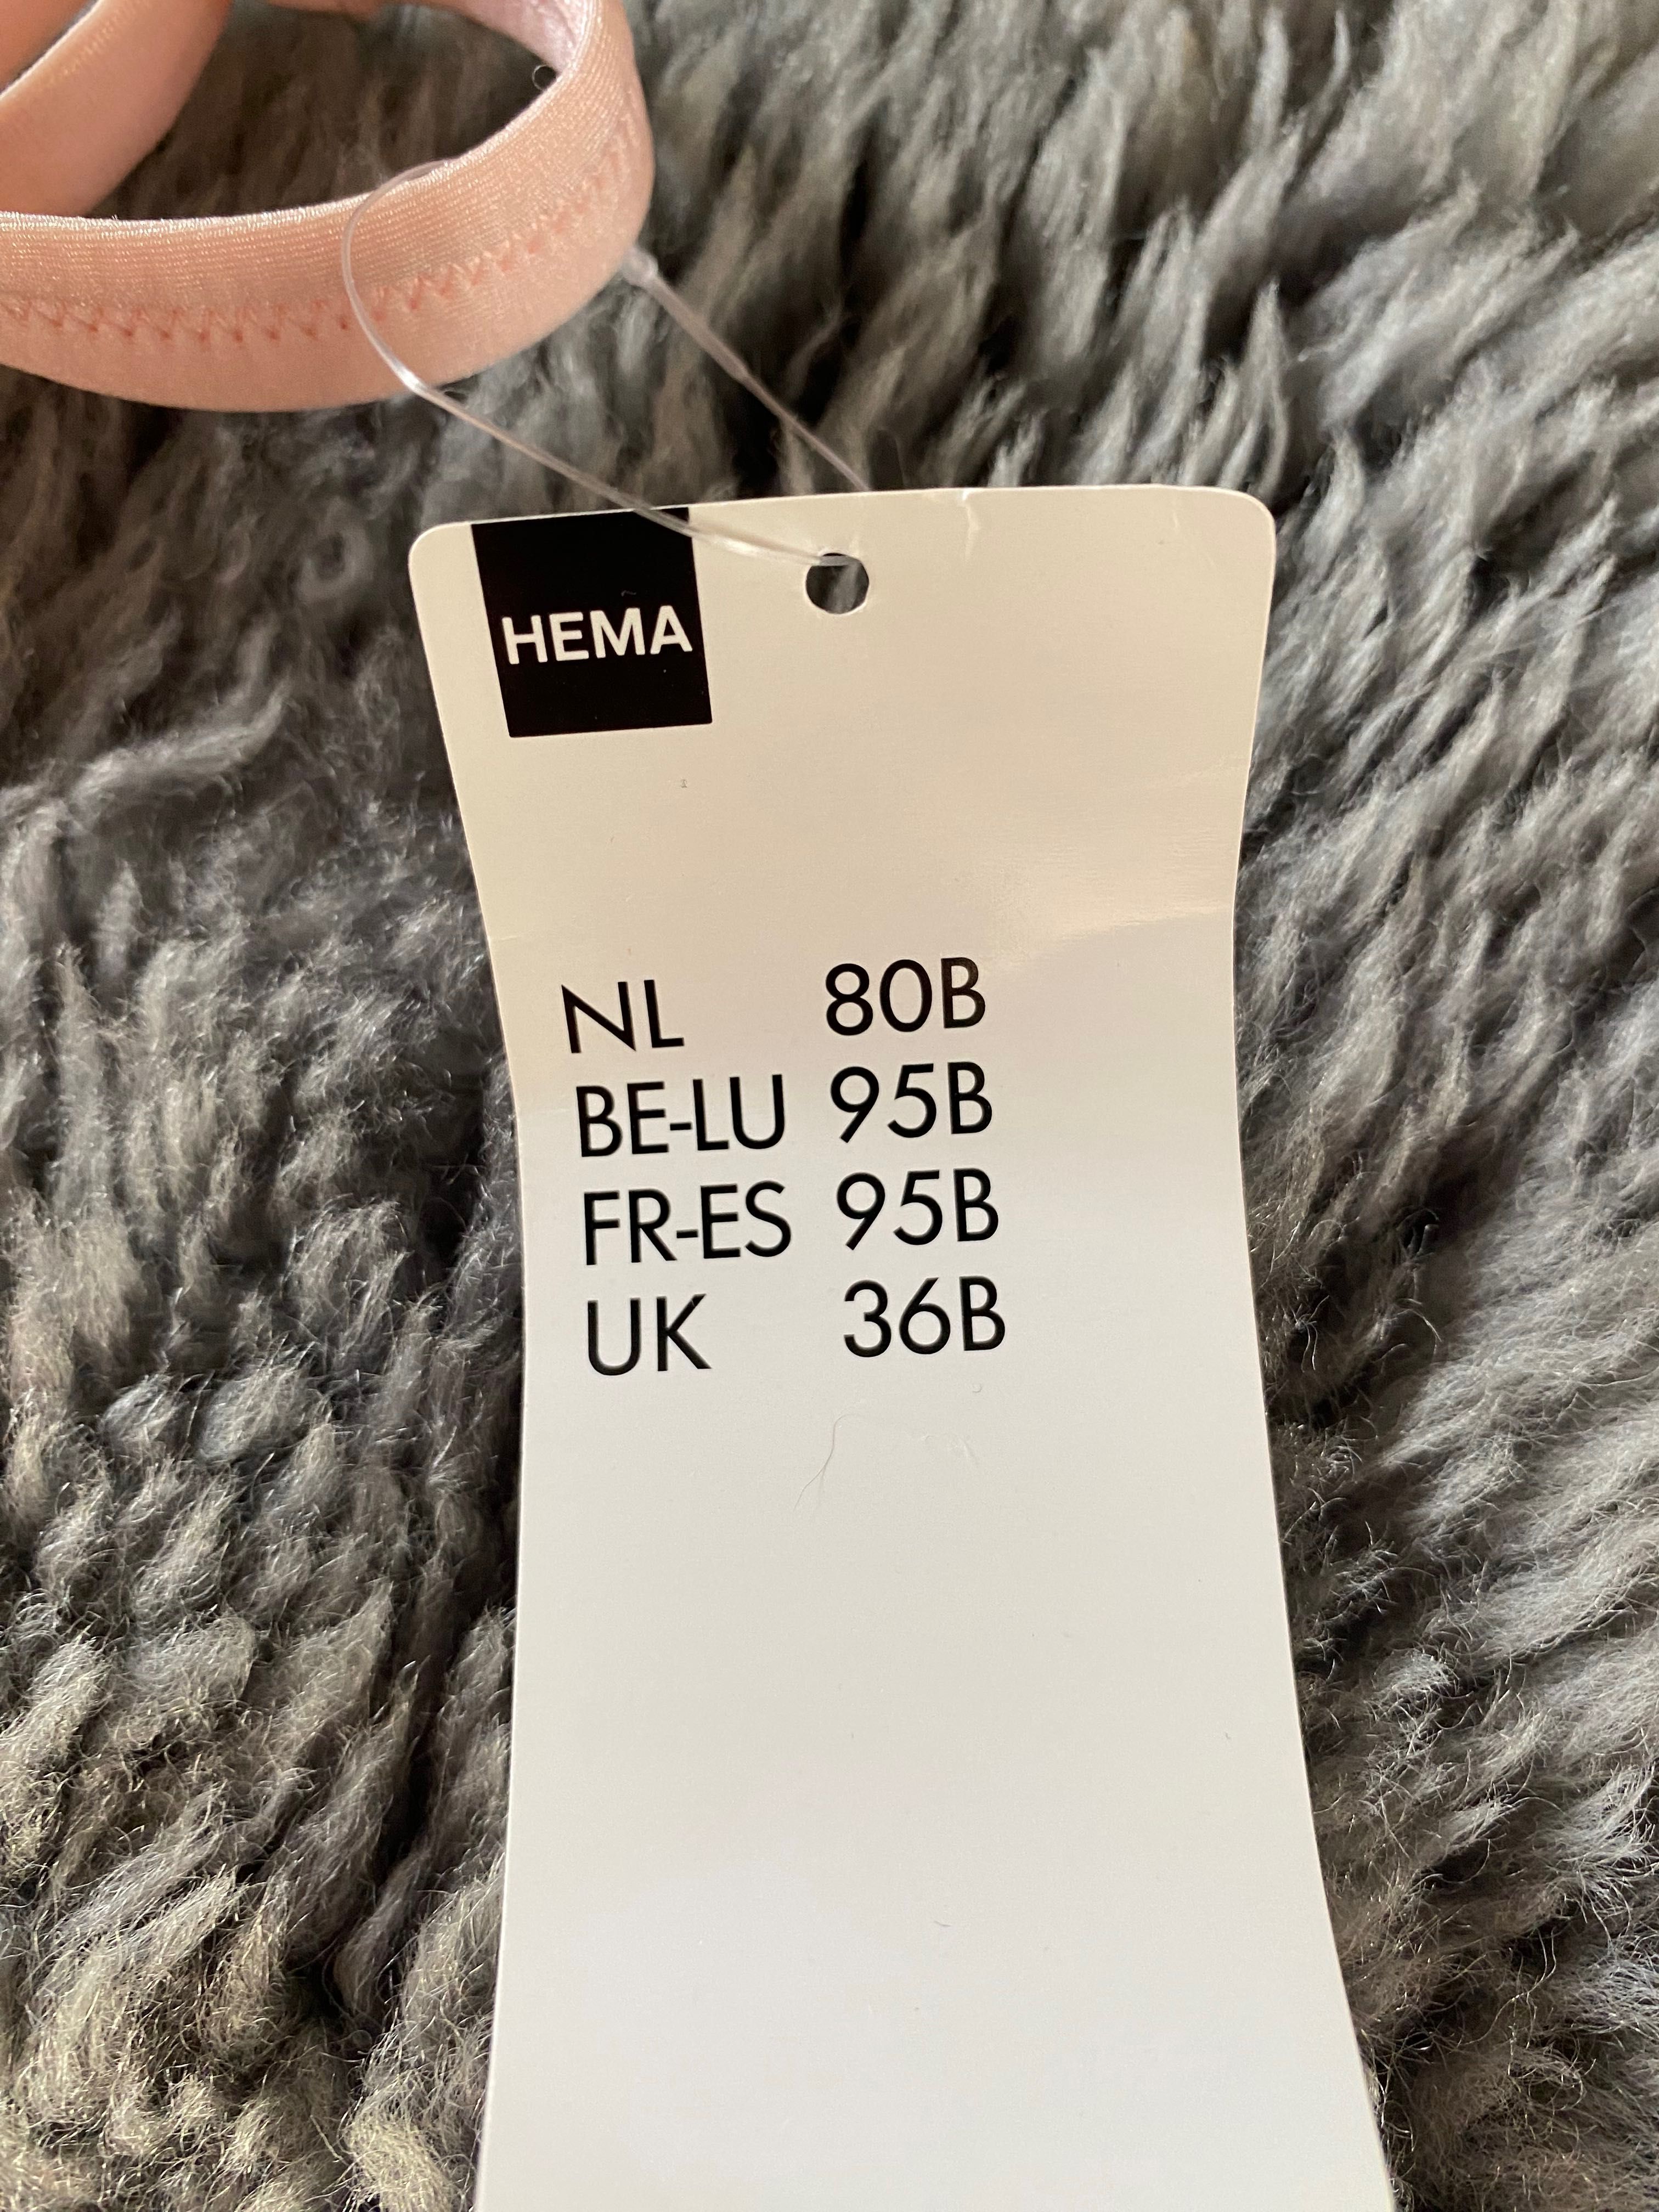 HEMA
NL 80B
BE-LU 95B
FR-ES 95B
UK 36B